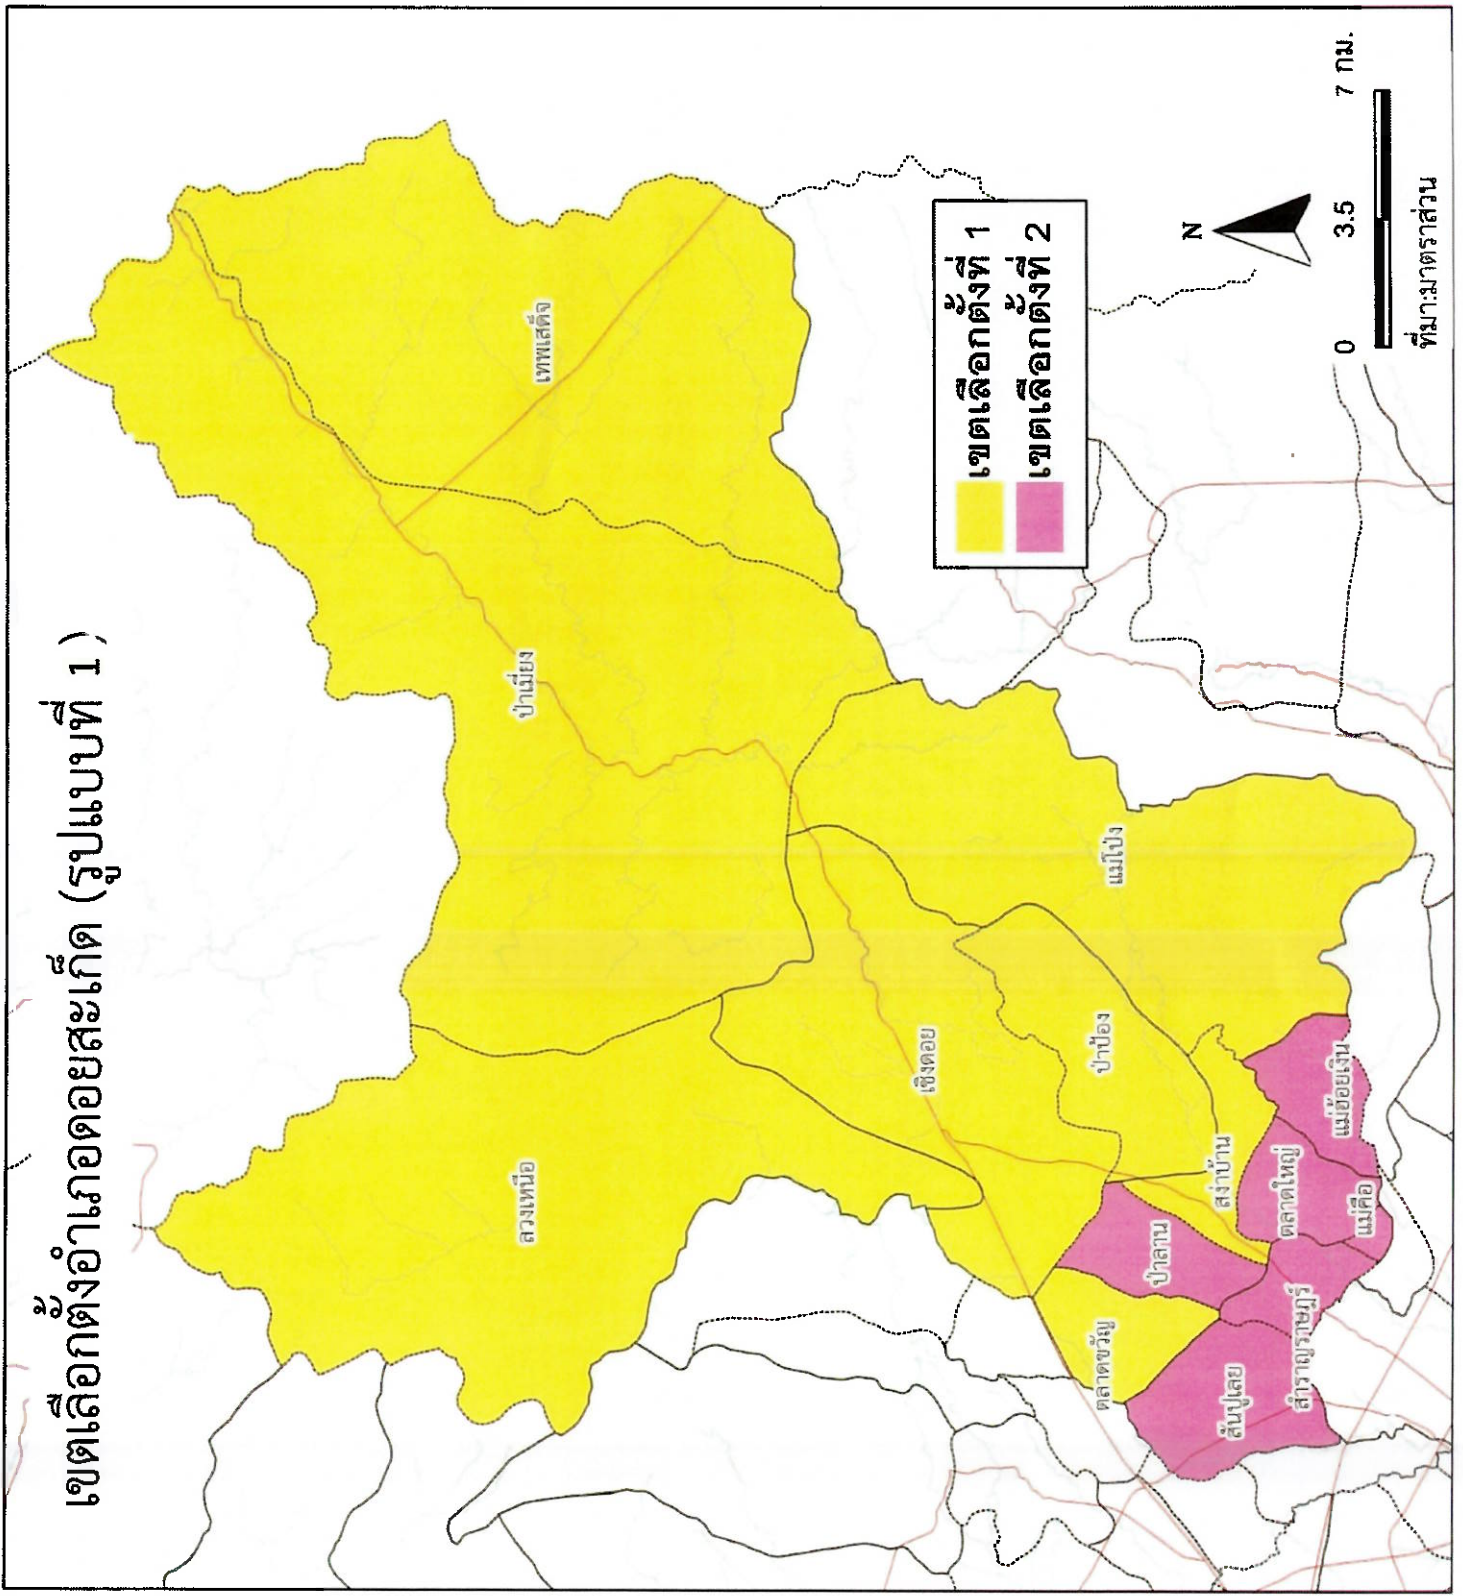 เขตเลือกตั้งอำเภอดอยสะเก็ด (รูปแบบที่ 1)
เทพเสด็จ
ป่าเมี่ยง
ลวงเหนือ
เชิงดอย
แม่โป่ง
ป่าป้อง
สง่าบ้าน
ป่าลาน
ตลาดขวัญ
สันปูเลย
สำราญราษฎร์
ตลาดใหญ่
แม่คือ
แม่ฮ้อยเงิน
เขตเลือกตั้งที่ 1
เขตเลือกตั้งที่ 2
N
0 3.5 7 กม.
ที่มา:มาตราส่วน